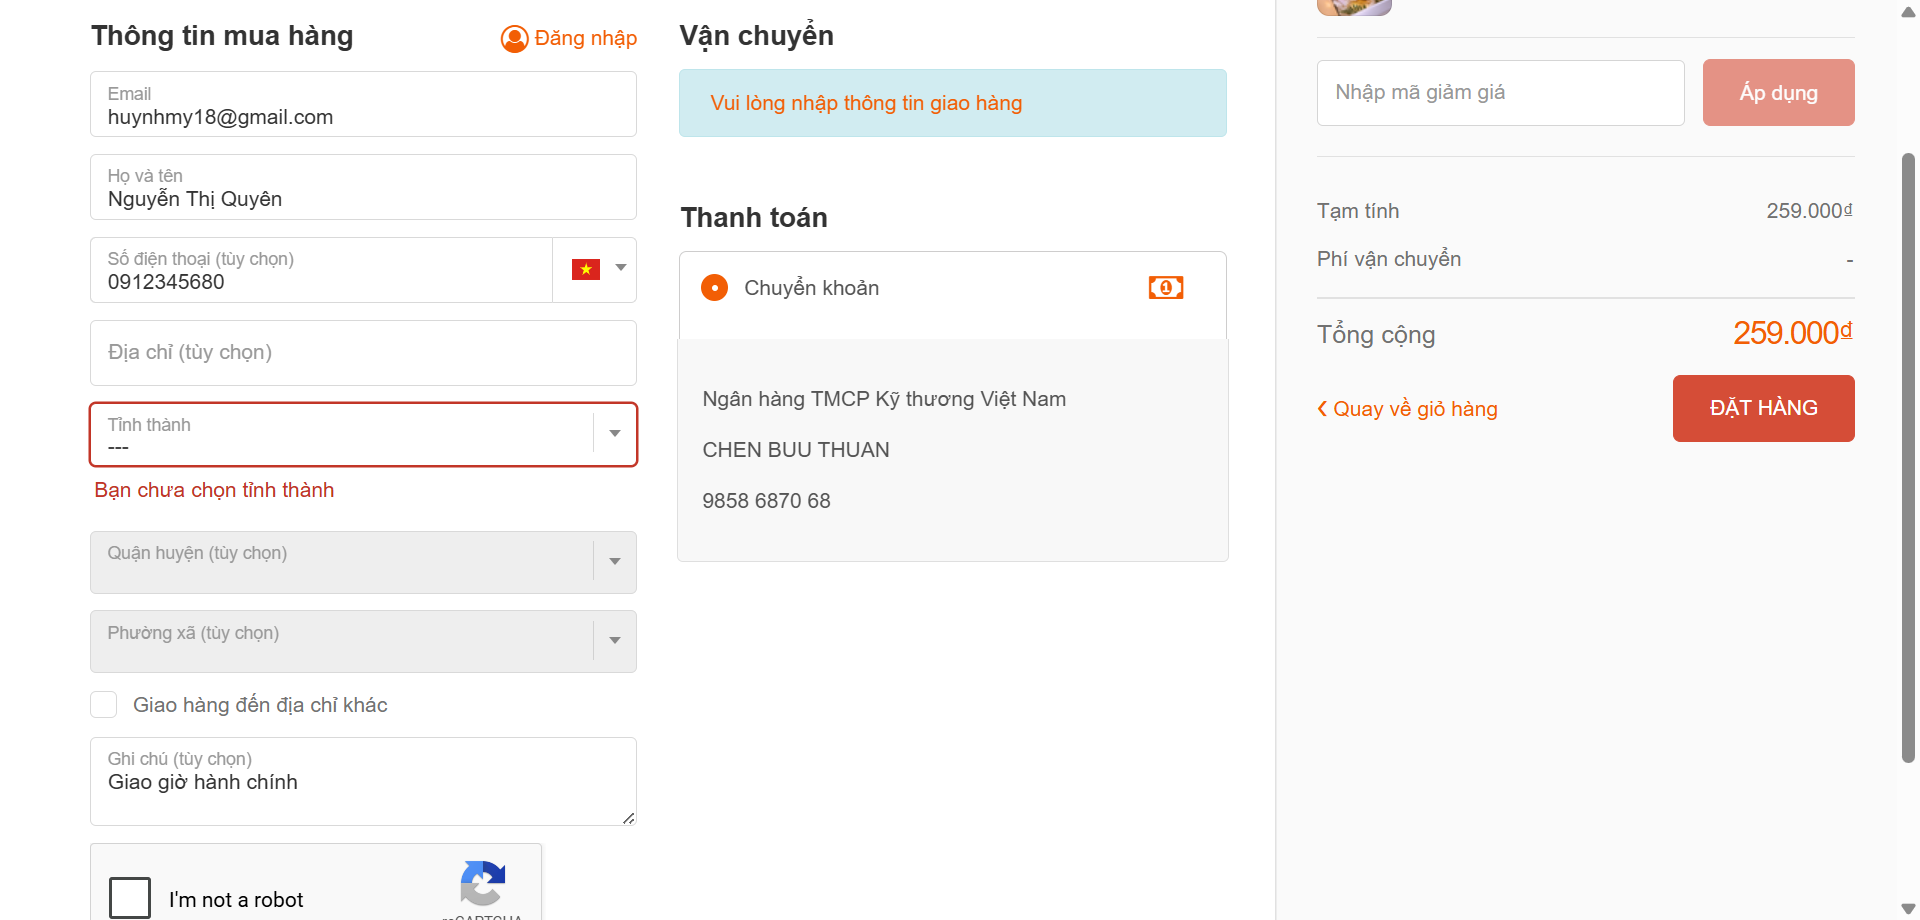 Thông tin mua hàng
Đăng nhập
Email
huynhmy18@gmail.com
Họ và tên
Nguyễn Thị Quyên
Số điện thoại (tùy chọn)
0912345680
Địa chỉ (tùy chọn)
Tỉnh thành
---
Bạn chưa chọn tỉnh thành
Quận huyện (tùy chọn)
Phường xã (tùy chọn)
Giao hàng đến địa chỉ khác
Ghi chú (tùy chọn)
Giao giờ hành chính
I'm not a robot
reCAPTCHA
Vận chuyển
Vui lòng nhập thông tin giao hàng
Thanh toán
Chuyển khoản
Ngân hàng TMCP Kỹ thương Việt Nam
CHEN BUU THUAN
9858 6870 68
Nhập mã giảm giá
Áp dụng
Tạm tính
259.000₫
Phí vận chuyển
-
Tổng cộng
259.000₫
❮ Quay về giỏ hàng
ĐẶT HÀNG